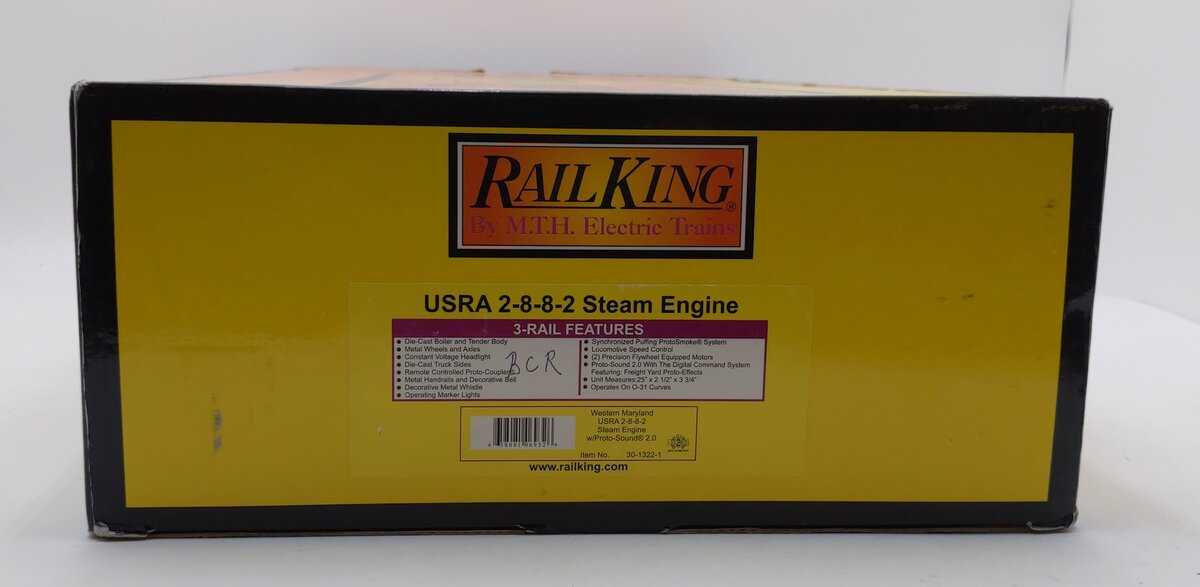 RAILKING®
By M.T.H. Electric Trains
USRA 2-8-8-2 Steam Engine
3-RAIL FEATURES
• Die-Cast Boiler and Tender Body
• Metal Wheels and Axles
• Constant Voltage Headlight
• Die-Cast Truck Sides
• Remote Controlled Proto-Couplers
• Metal Handrails and Decorative Bell
• Decorative Metal Whistle
• Operating Marker Lights
BCR
• Synchronized Puffing ProtoSmoke® System
• Locomotive Speed Control
• (2) Precision Flywheel Equipped Motors
• Proto-Sound 2.0 With The Digital Command System
Featuring: Freight Yard Proto-Effects
• Unit Measures:25" x 2 1/2" x 3 3/4"
• Operates On O-31 Curves
Western Maryland
USRA 2-8-8-2
Steam Engine
w/Proto-Sound® 2.0
Item No. 30-1322-1
www.railking.com